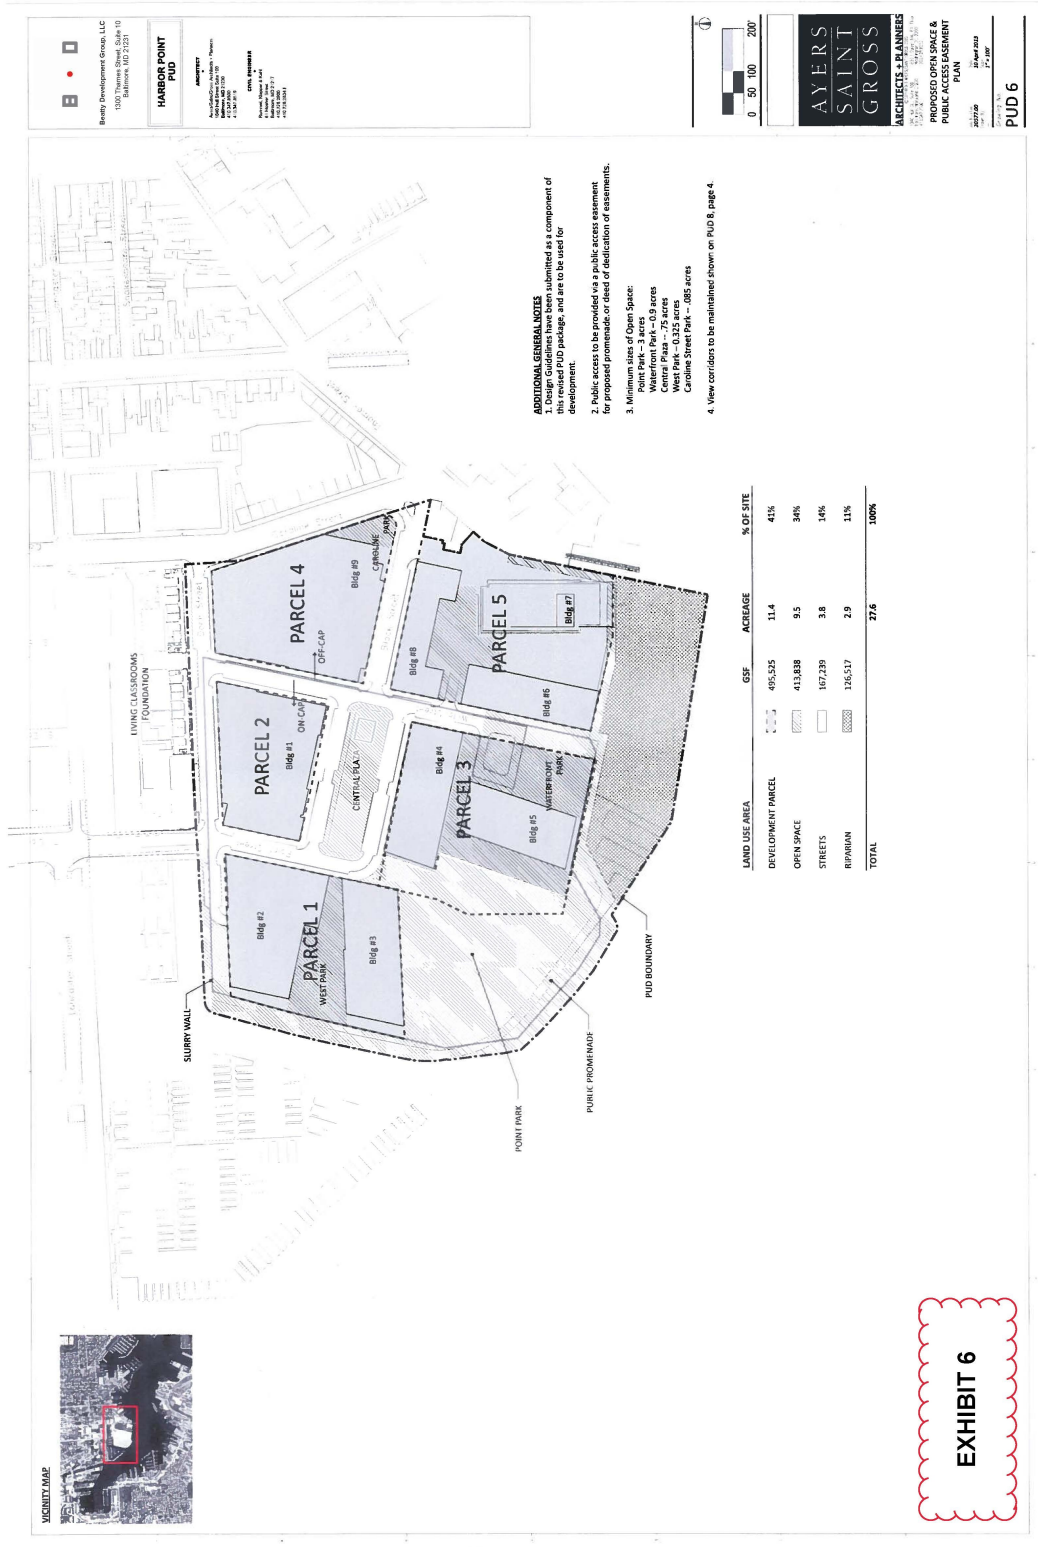 VICINITY MAP
EXHIBIT 6
SLURRY WALL
LIVING CLASSROOMS
FOUNDATION
PARCEL 1
Bldg #2
WEST PARK
Bldg #3
PARCEL 2
Bldg #1
ON-CAP
OFF-CAP
CENTRAL PLAZA
PARCEL 3
Bldg #4
Bldg #5
WATERFRONT
PARK
PARCEL 4
Bldg #9
CAROLINE
PARK
PARCEL 5
Bldg #8
Bldg #7
Bldg #6
POINT PARK
PUBLIC PROMENADE
PUD BOUNDARY
LAND USE AREA GSF ACREAGE % OF SITE
DEVELOPMENT PARCEL 495,525 11.4 41%
OPEN SPACE 413,838 9.5 34%
STREETS 167,239 3.8 14%
RIPARIAN 126,517 2.9 11%
TOTAL 27.6 100%
ADDITIONAL GENERAL NOTES
1. Design Guidelines have been submitted as a component of
this revised PUD package, and are to be used for
development.
2. Public access to be provided via a public access easement
for proposed promenade.or deed of dedication of easements.
3. Minimum sizes of Open Space:
Point Park – 3 acres
Waterfront Park – 0.9 acres
Central Plaza -- .75 acres
West Park – 0.325 acres
Caroline Street Park – .085 acres
4. View corridors to be maintained shown on PUD 8, page 4.
B D
Beatty Development Group, LLC
1300 Thames Street, Suite 10
Baltimore, MD 21231
HARBOR POINT
PUD
ARCHITECT
CIVIL ENGINEER
0 50 100 200'
AYERS
SAINT
GROSS
ARCHITECTS + PLANNERS
PROPOSED OPEN SPACE &
PUBLIC ACCESS EASEMENT
PLAN
10 April 2013
1" = 100'
PUD 6